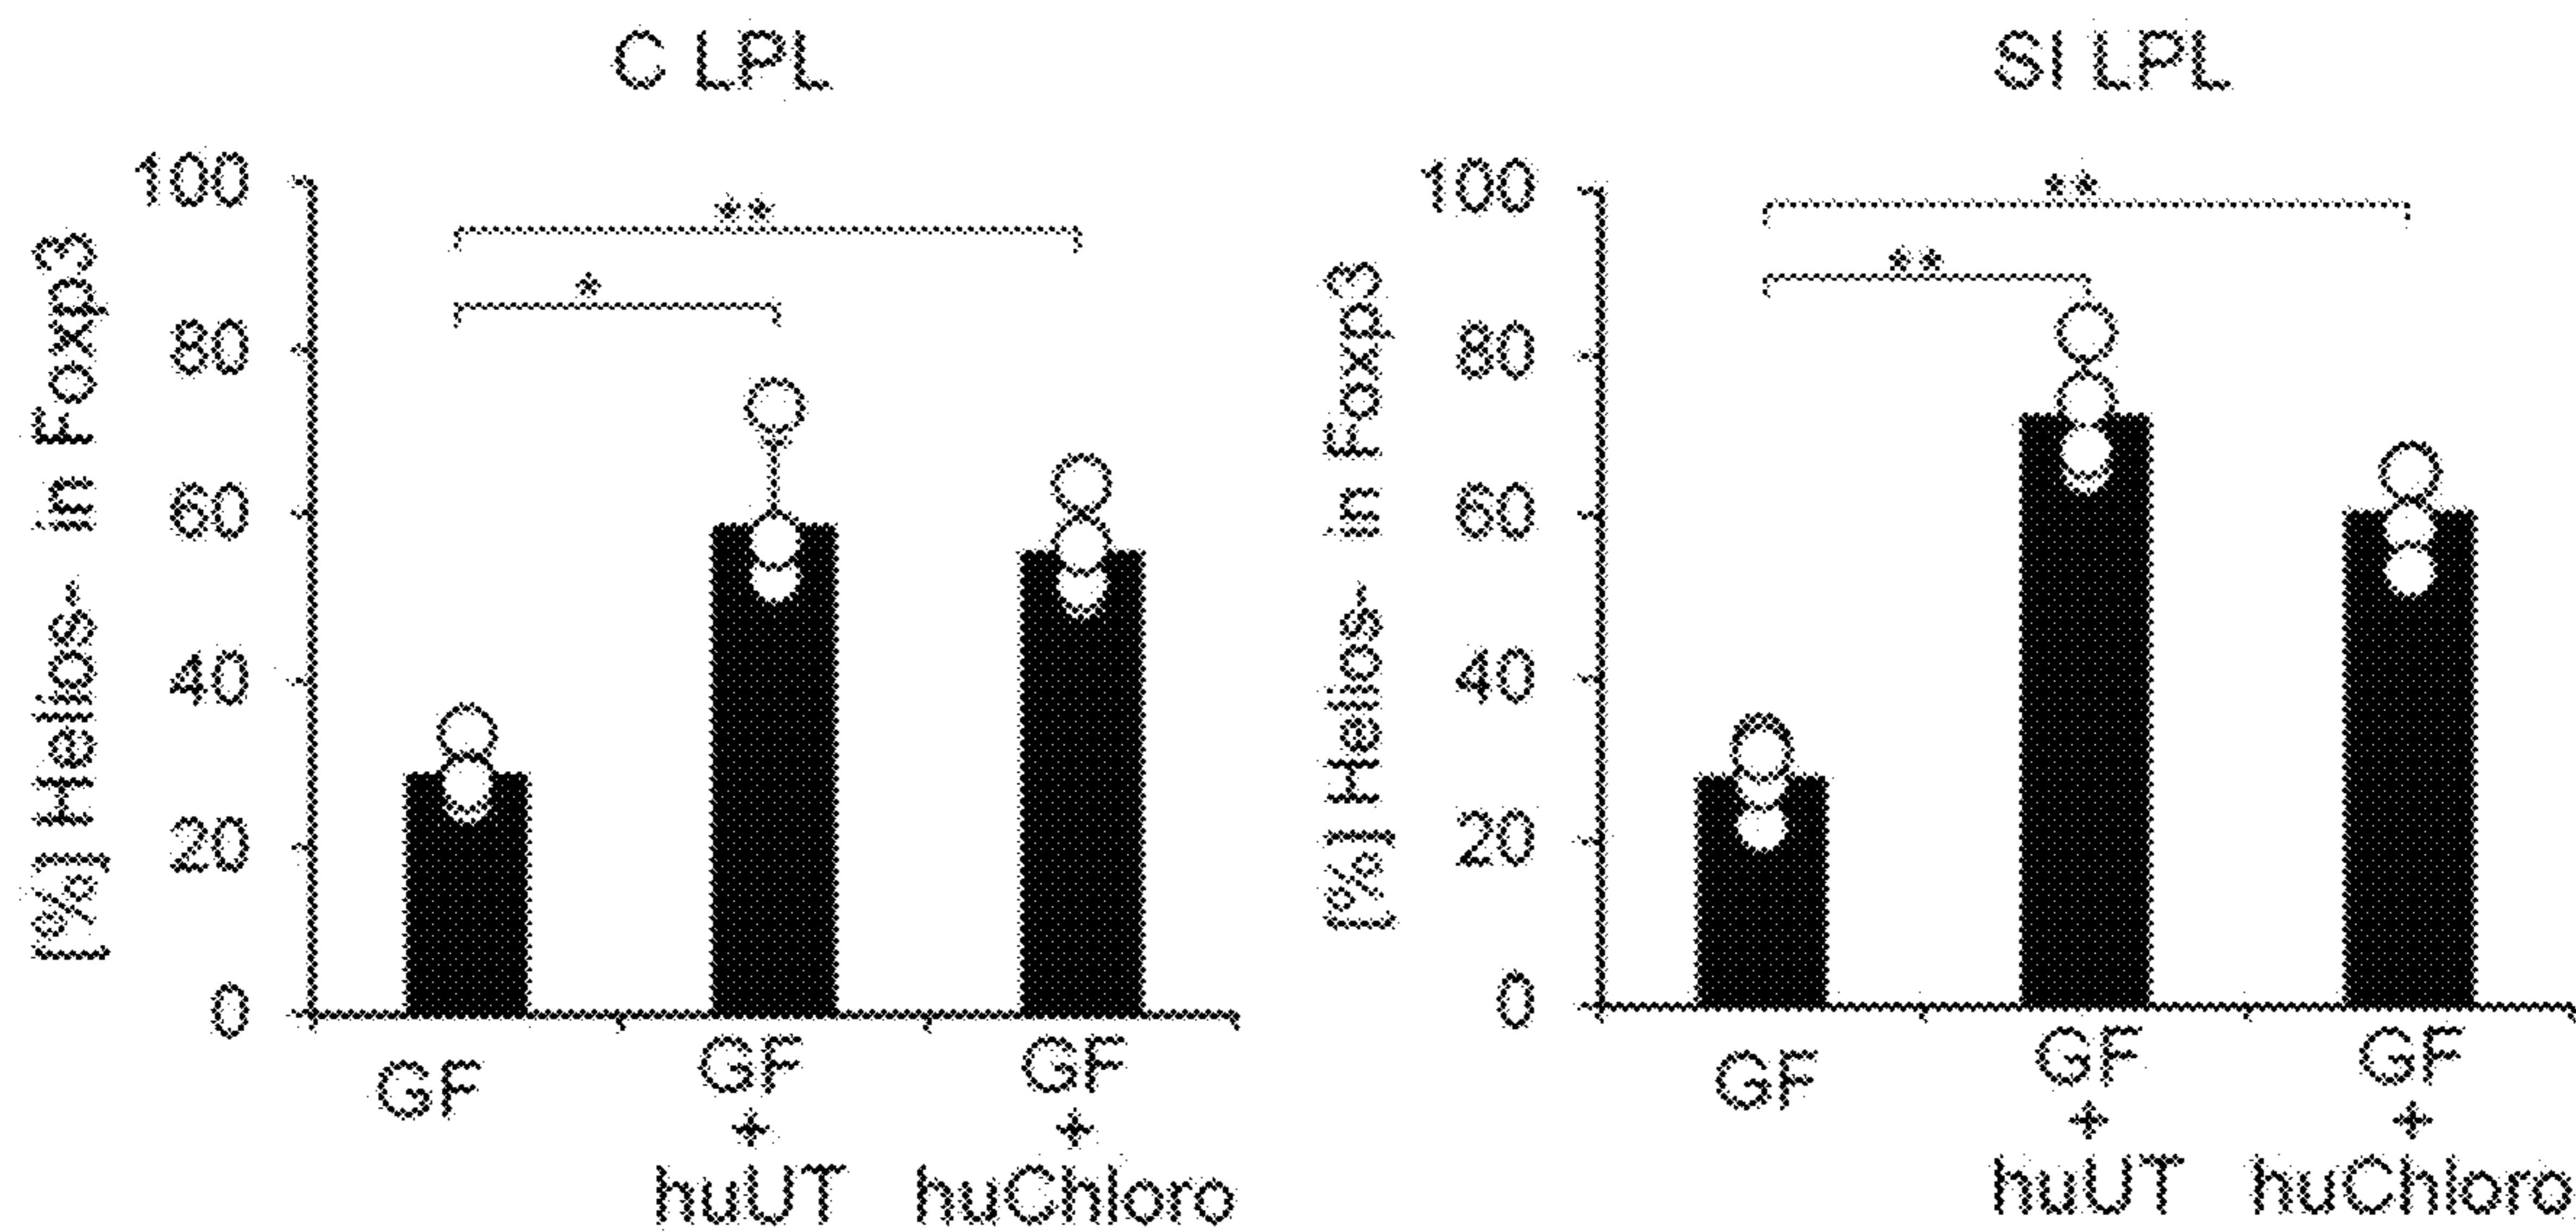 C LPL
[%] Helios- in Foxp3
100
80
60
40
20
0
**
*
GF
GF
+
huUT
GF
+
huChloro
SI LPL
[%] Helios- in Foxp3
100
80
60
40
20
0
**
**
GF
GF
+
huUT
GF
+
huChloro